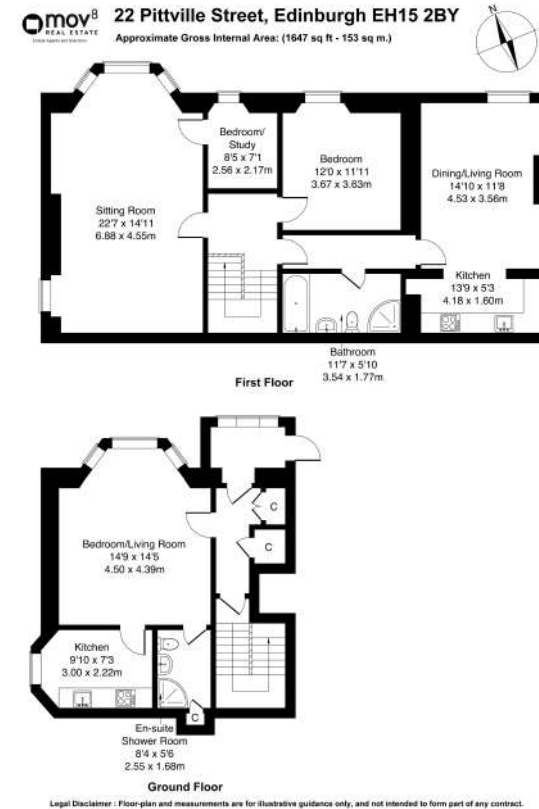 mov8
REAL ESTATE
Estate Agents and Solicitors
22 Pittville Street, Edinburgh EH15 2BY
Approximate Gross Internal Area: (1647 sq ft - 153 sq m.)
N
Bedroom/
Study
8'5 x 7'1
2.56 x 2.17m
Bedroom
12'0 x 11'11
3.67 x 3.63m
Dining/Living Room
14'10 x 11'8
4.53 x 3.56m
Sitting Room
22'7 x 14'11
6.88 x 4.55m
Kitchen
13'9 x 5'3
4.18 x 1.60m
Bathroom
11'7 x 5'10
3.54 x 1.77m
First Floor
C
C
Bedroom/Living Room
14'9 x 14'5
4.50 x 4.39m
Kitchen
9'10 x 7'3
3.00 x 2.22m
C
En-suite
Shower Room
8'4 x 5'6
2.55 x 1.68m
Ground Floor
Legal Disclaimer : Floor-plan and measurements are for illustrative guidance only, and not intended to form part of any contract.